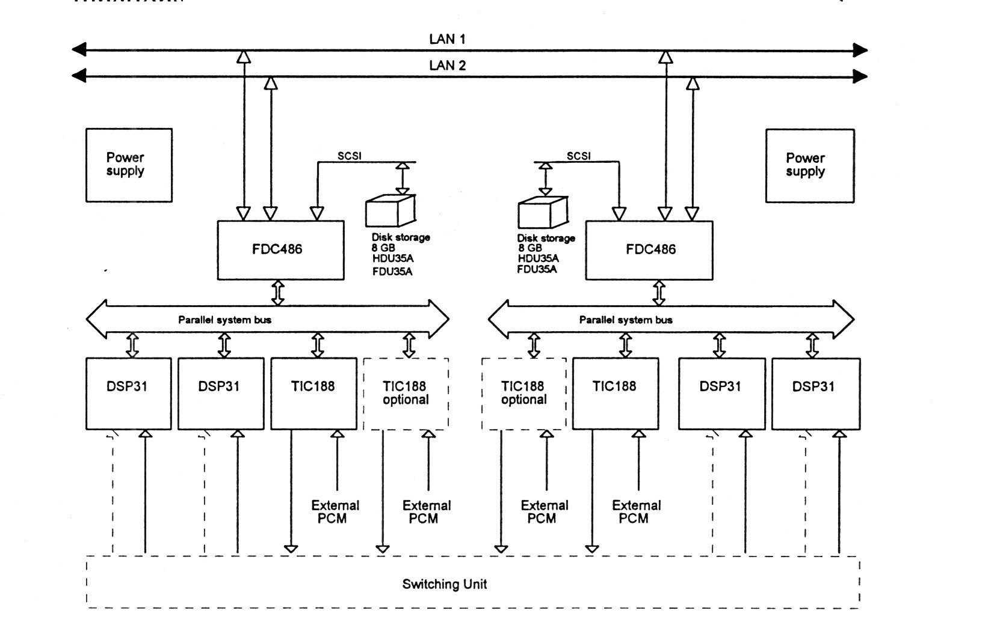 LAN 1
LAN 2
Power
supply
SCSI
SCSI
Power
supply
FDC486
Disk storage
8 GB
HDU35A
FDU35A
Disk storage
8 GB
HDU35A
FDU35A
FDC486
Parallel system bus
Parallel system bus
DSP31
DSP31
TIC188
TIC188
optional
TIC188
optional
TIC188
DSP31
DSP31
External
PCM
External
PCM
External
PCM
External
PCM
Switching Unit